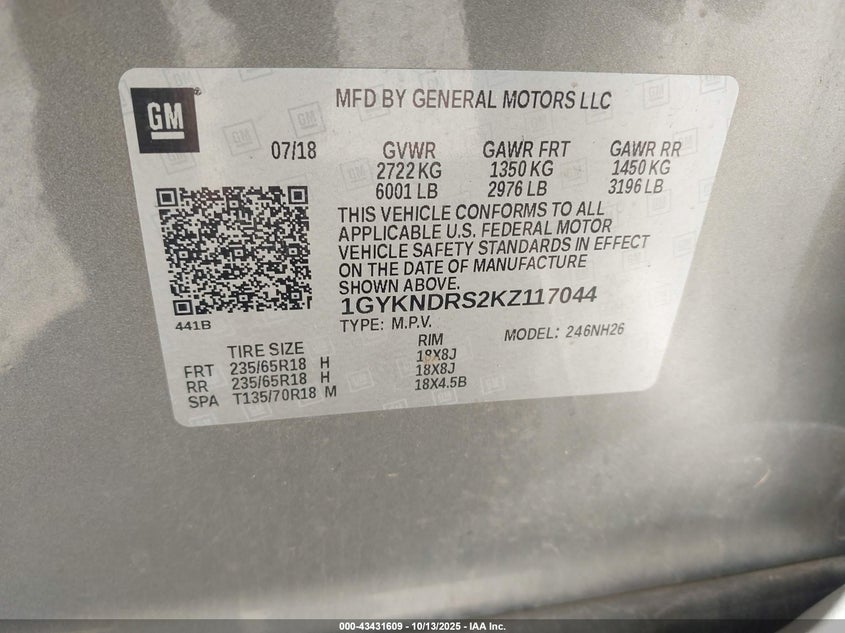 GM
MFD BY GENERAL MOTORS LLC
07/18 GVWR GAWR FRT GAWR RR
2722 KG 1350 KG 1450 KG
6001 LB 2976 LB 3196 LB
THIS VEHICLE CONFORMS TO ALL
APPLICABLE U.S. FEDERAL MOTOR
VEHICLE SAFETY STANDARDS IN EFFECT
ON THE DATE OF MANUFACTURE
SHOWN ABOVE.
1GYKNDRS2KZ117044
441B
TYPE: M.P.V. MODEL: 246NH26
TIRE SIZE RIM
FRT 235/65R18 H 18X8J
RR 235/65R18 H 18X8J
SPA T135/70R18 M 18X4.5B
000-43431609 - 10/13/2025 - IAA Inc.